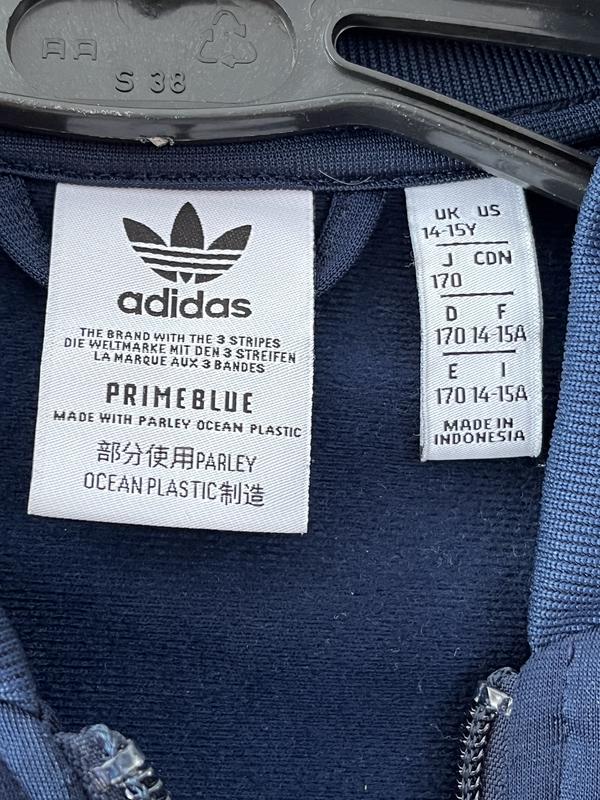 AA
S 38
adidas
THE BRAND WITH THE 3 STRIPES
DIE WELTMARKE MIT DEN 3 STREIFEN
LA MARQUE AUX 3 BANDES
PRIMEBLUE
MADE WITH PARLEY OCEAN PLASTIC
部分使用PARLEY
OCEAN PLASTIC制造
UK US
14-15Y
J CDN
170
D F
170 14-15A
E I
170 14-15A
MADE IN
INDONESIA